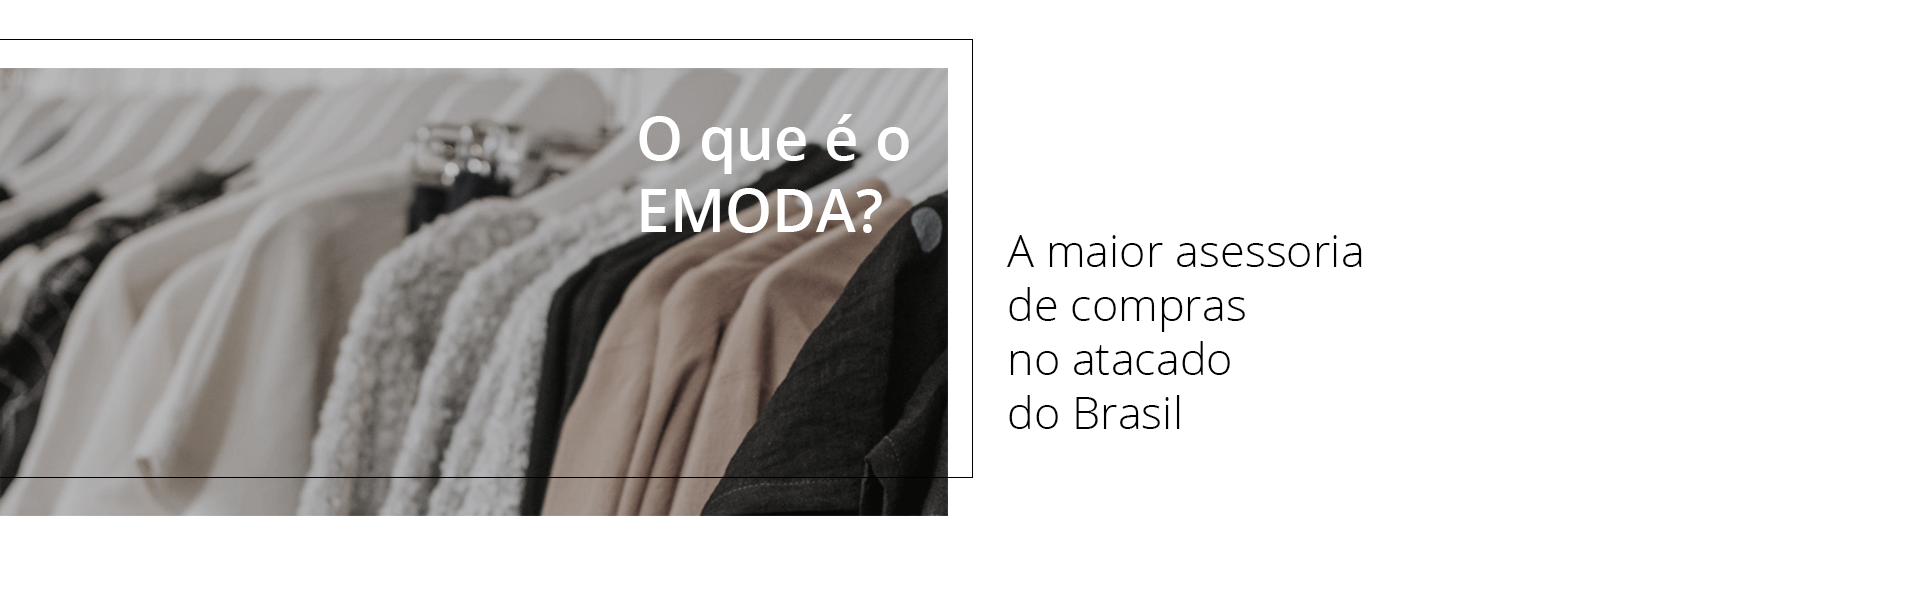 O que é o
EMODA?
A maior asessoria
de compras
no atacado
do Brasil